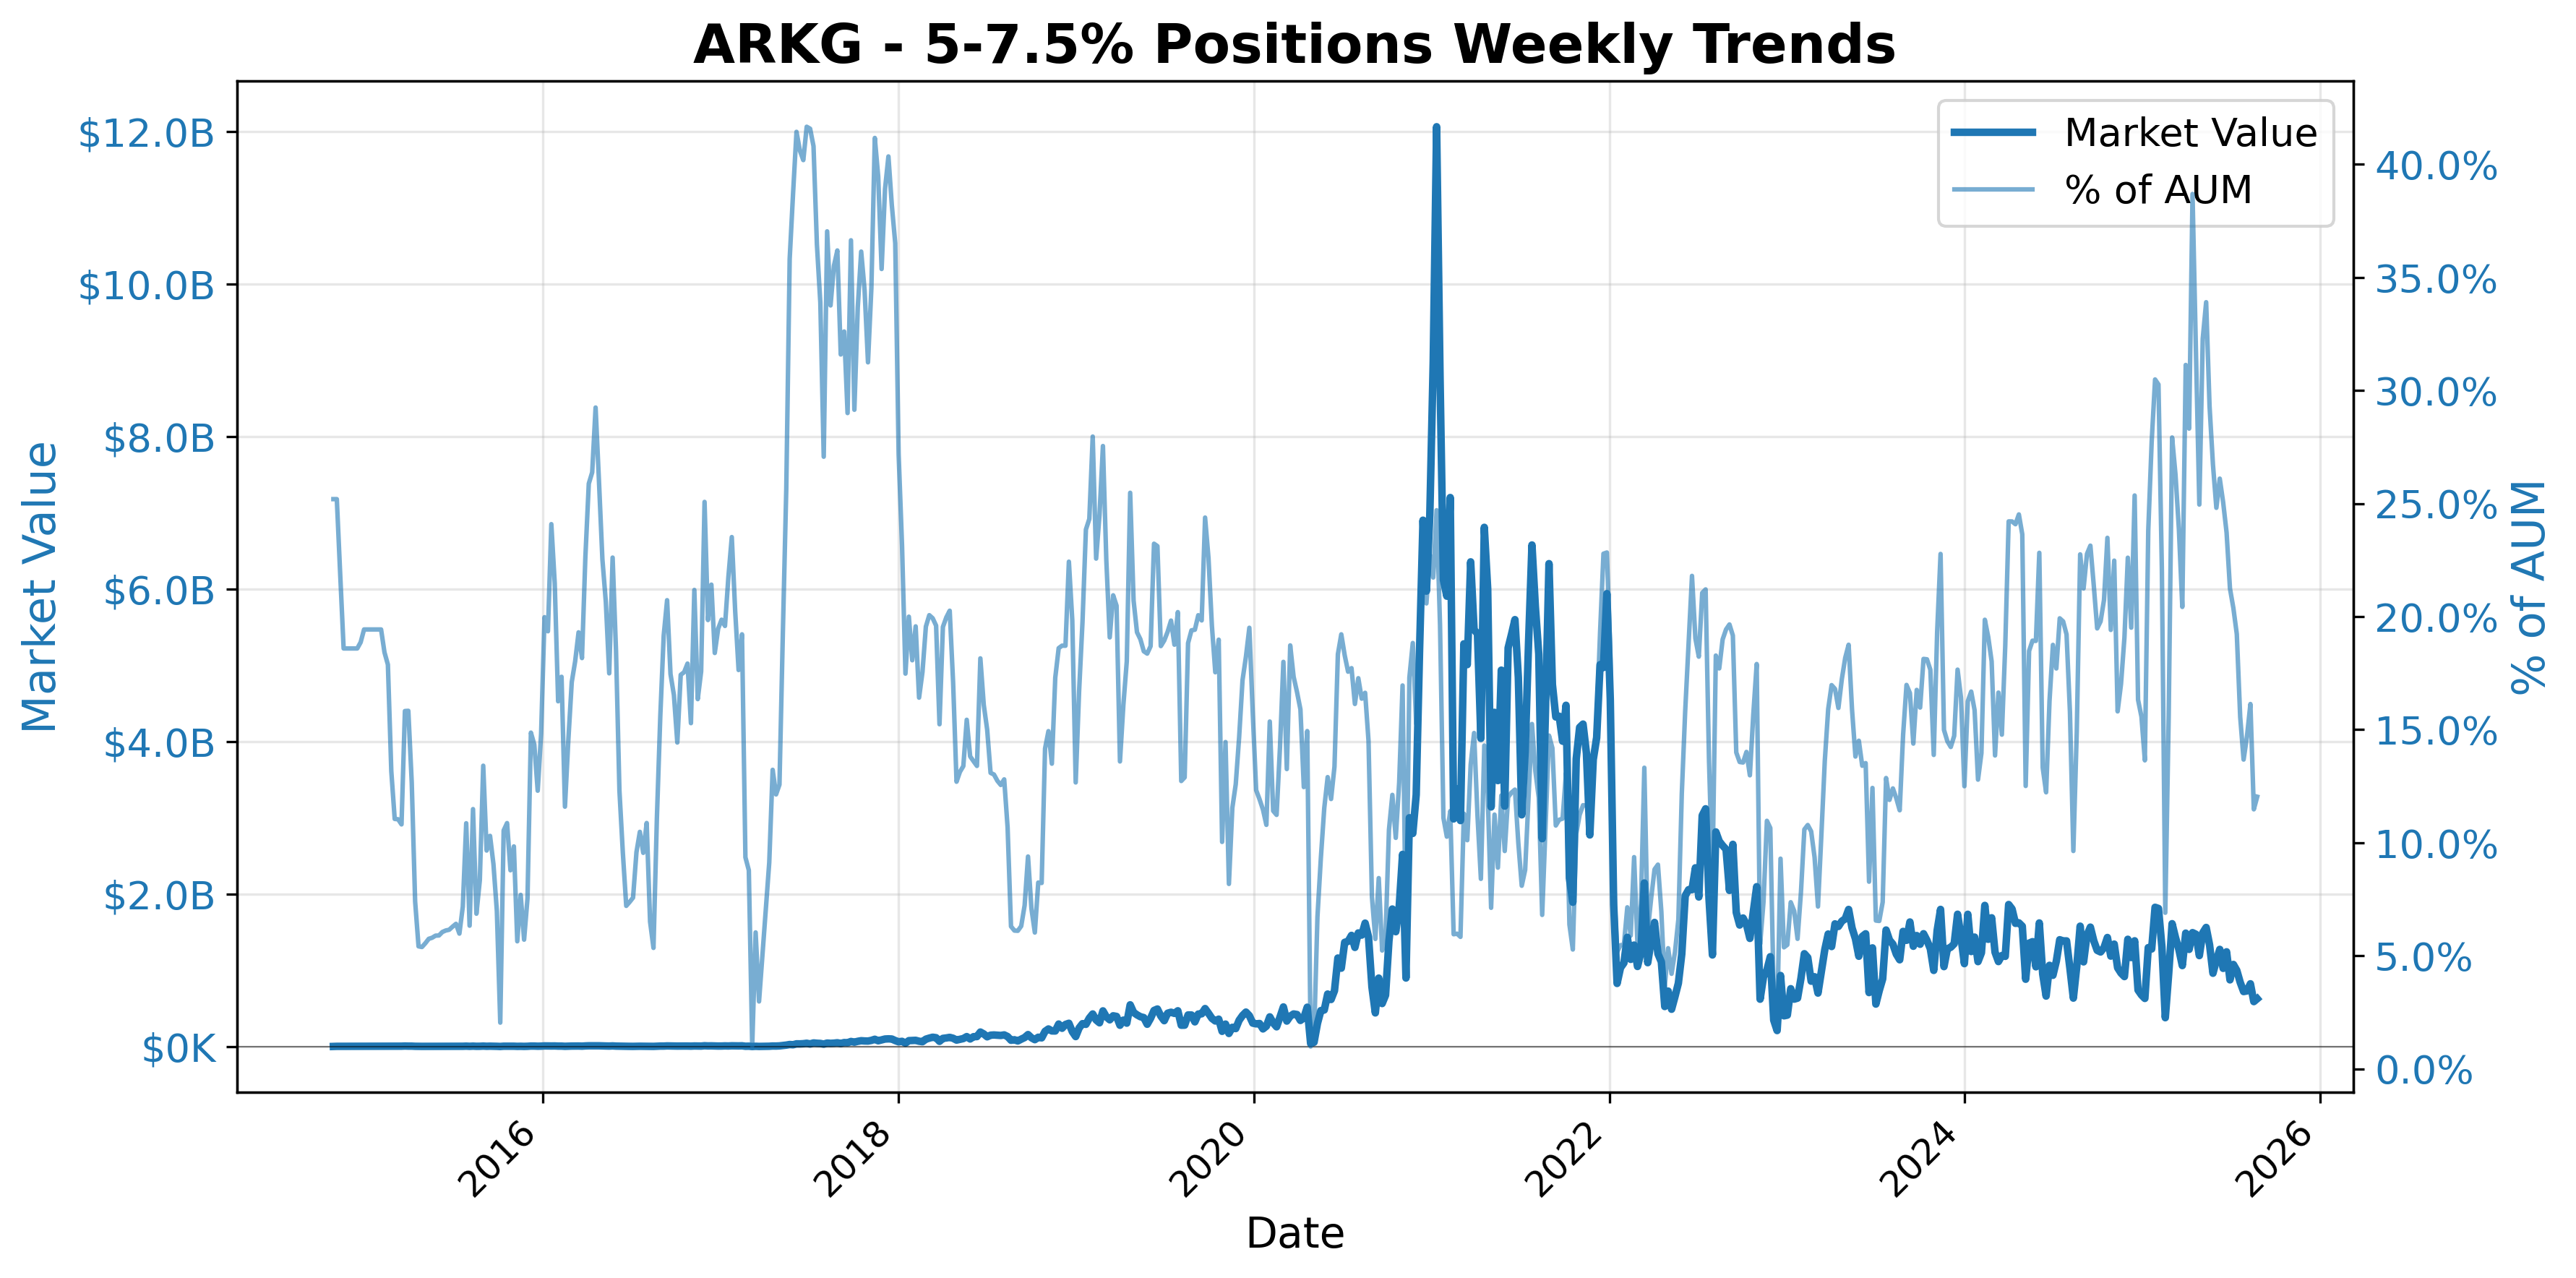 ARKG - 5-7.5% Positions Weekly Trends
Market Value
% of AUM
$12.0B
$10.0B
$8.0B
$6.0B
$4.0B
$2.0B
$0K
Market Value
40.0%
35.0%
30.0%
25.0%
20.0%
15.0%
10.0%
5.0%
0.0%
% of AUM
2016
2018
2020
2022
2024
2026
Date